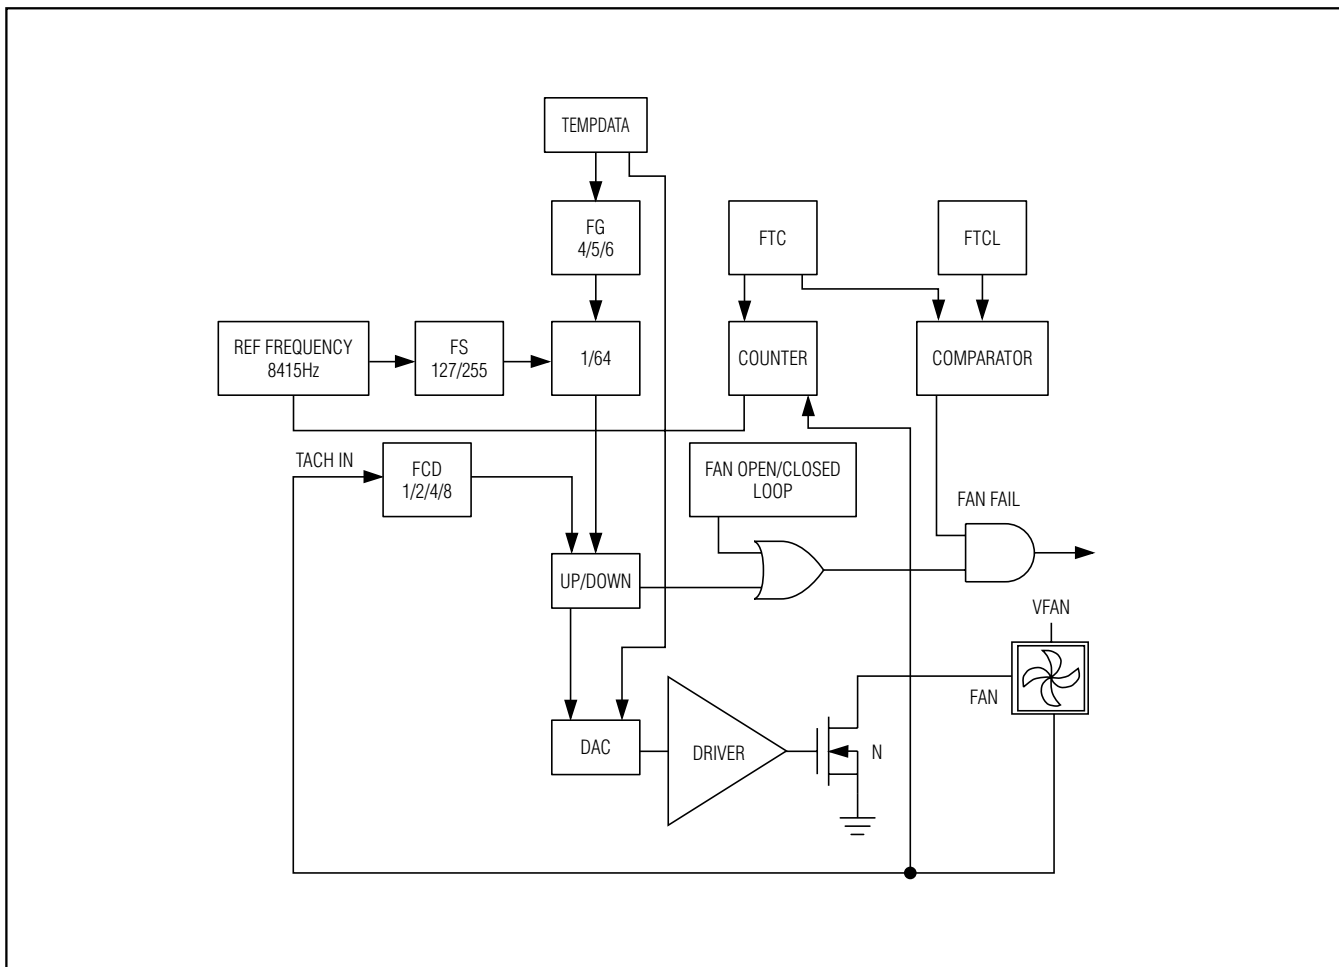 TEMPDATA
FG
4/5/6
FTC
FTCL
REF FREQUENCY
8415Hz
FS
127/255
1/64
COUNTER
COMPARATOR
TACH IN
FCD
1/2/4/8
FAN OPEN/CLOSED
LOOP
FAN FAIL
UP/DOWN
VFAN
FAN
DAC
DRIVER
N